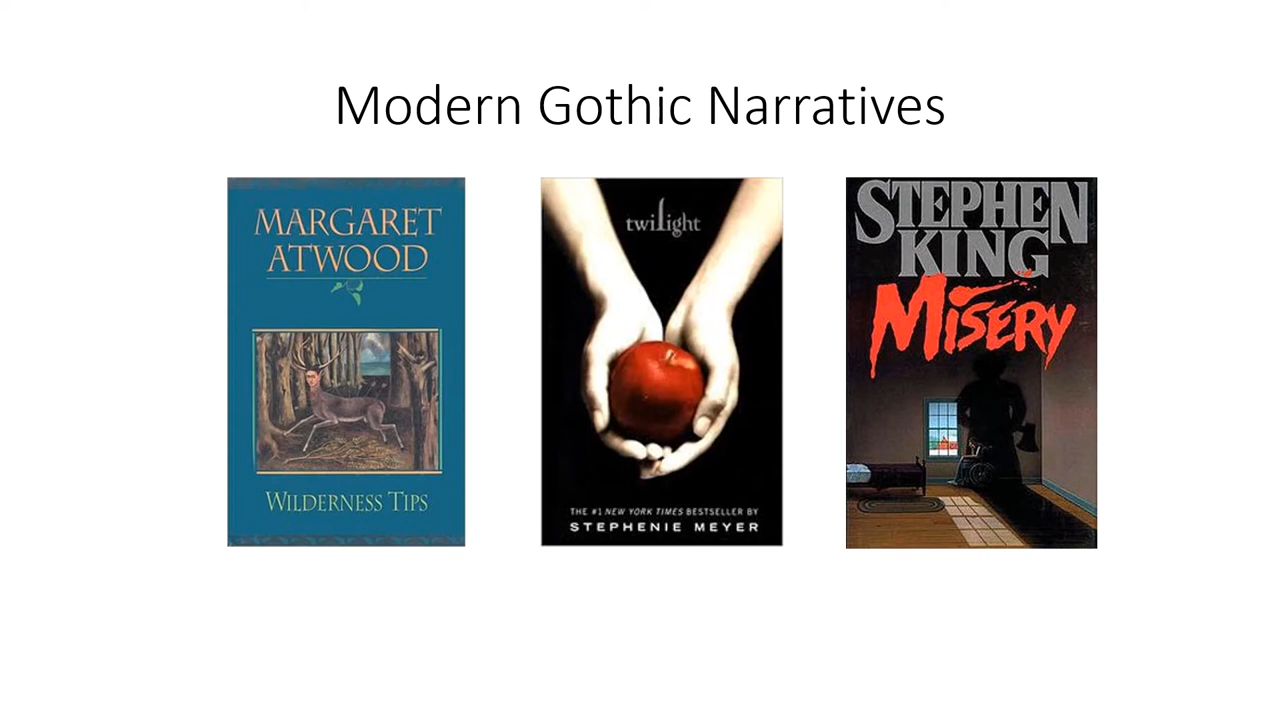 Modern Gothic Narratives
MARGARET
ATWOOD
WILDERNESS TIPS
twilight
THE #1 NEW YORK TIMES BESTSELLER BY
STEPHENIE MEYER
STEPHEN
KING
MISERY